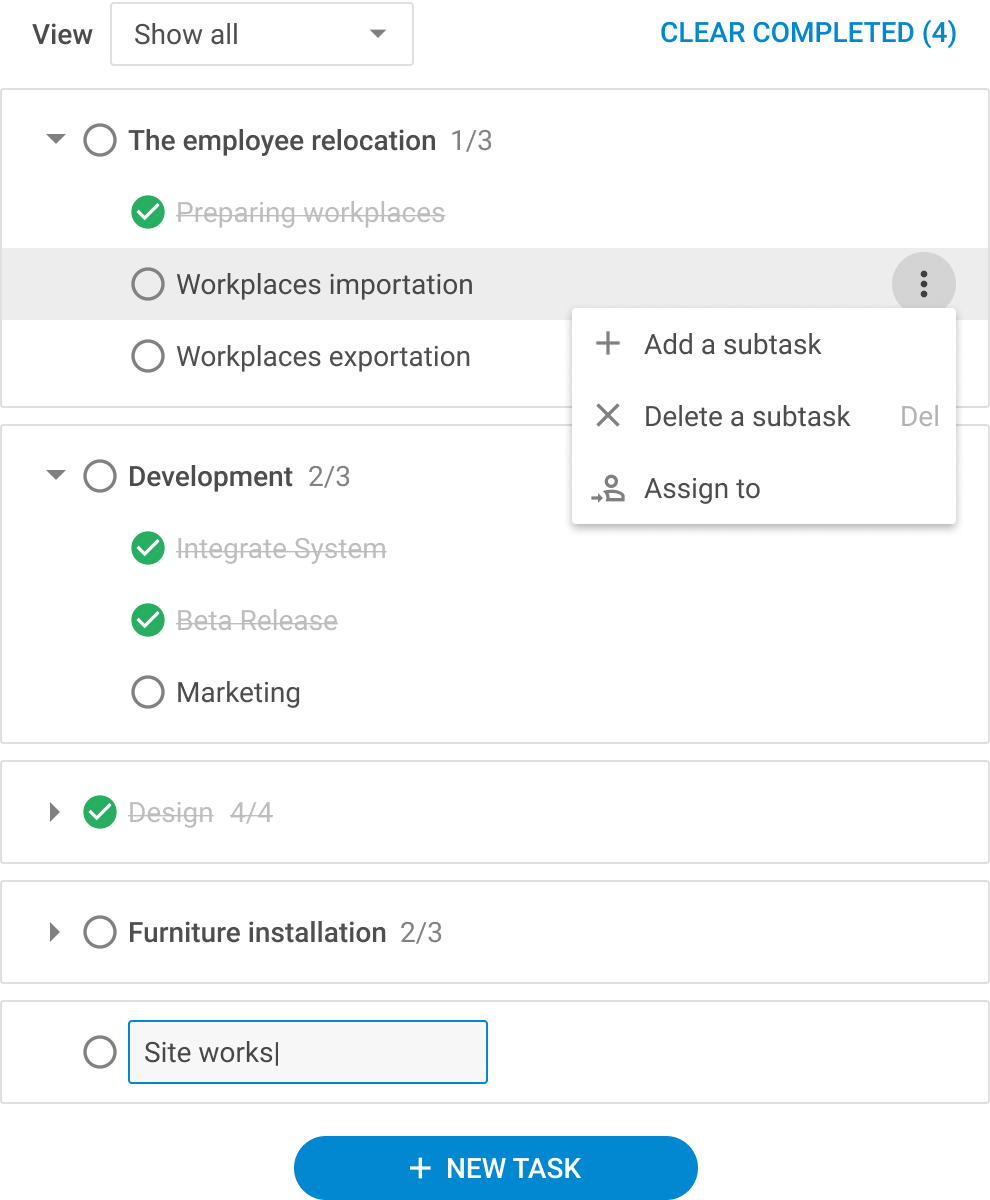 View Show all CLEAR COMPLETED (4)
The employee relocation 1/3
Preparing workplaces
Workplaces importation
Workplaces exportation
Add a subtask
Delete a subtask Del
Assign to
Development 2/3
Integrate System
Beta Release
Marketing
Design 4/4
Furniture installation 2/3
Site works
+ NEW TASK